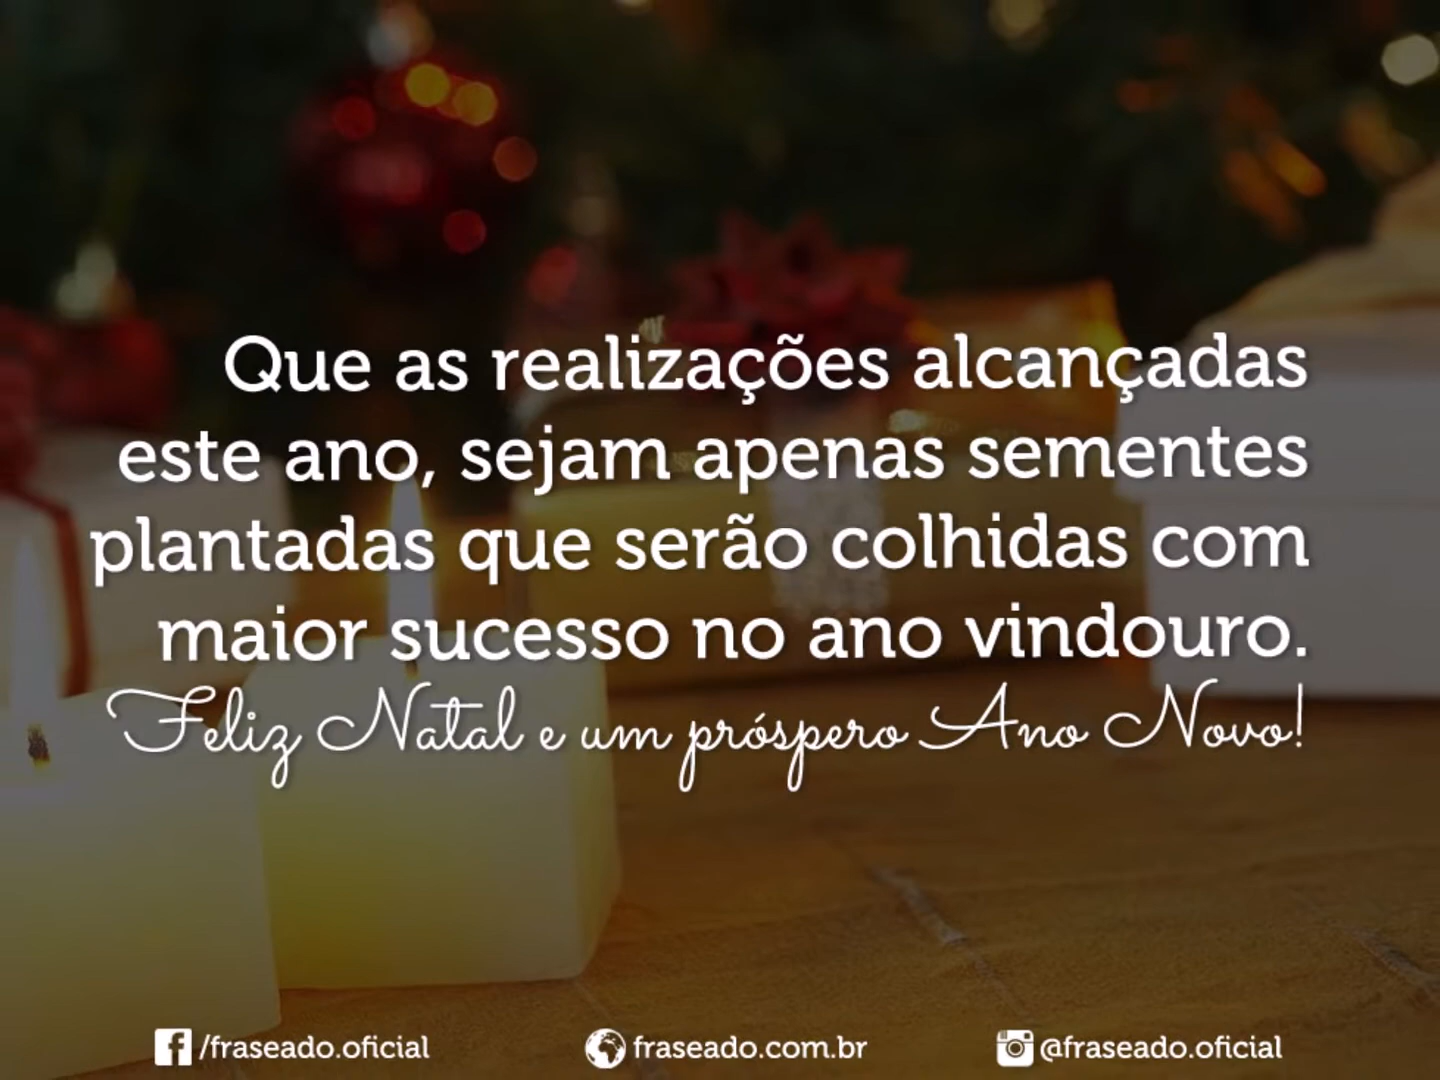 Que as realizações alcançadas
este ano, sejam apenas sementes
plantadas que serão colhidas com
maior sucesso no ano vindouro.
Feliz Natal e um próspero Ano Novo!
/fraseado.oficial fraseado.com.br @fraseado.oficial